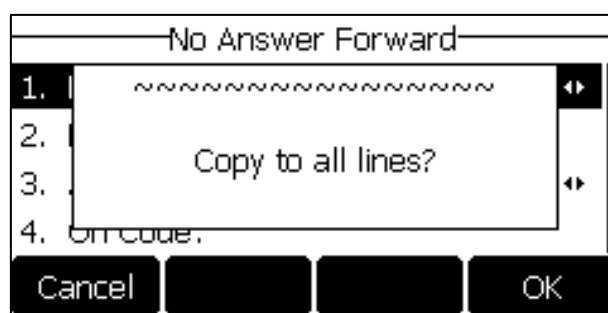 No Answer Forward
1.
~~~~~~~~~~~~~~~~
2.
Copy to all lines?
3.
4. On Code:
Cancel OK